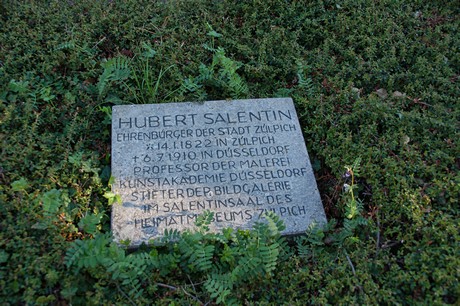 HUBERT SALENTIN
EHRENBÜRGER DER STADT ZÜLPICH
* 14.1.1822 IN ZÜLPICH
+ 6.7.1910 IN DÜSSELDORF
PROFESSOR DER MALEREI
KUNSTAKADEMIE DÜSSELDORF
STIFTER DER BILDGALERIE
IM SALENTINSAAL DES
HEIMATMUSEUMS ZÜLPICH